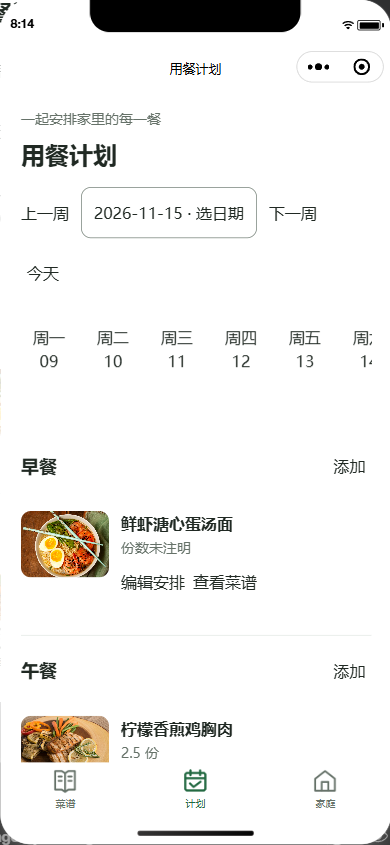 8:14
用餐计划
一起安排家里的每一餐
用餐计划
上一周 2026-11-15 · 选日期 下一周
今天
周一 周二 周三 周四 周五
09 10 11 12 13
早餐 添加
鲜虾溏心蛋汤面
份数未注明
编辑安排 查看菜谱
午餐 添加
柠檬香煎鸡胸肉
2.5 份
菜谱 计划 家庭